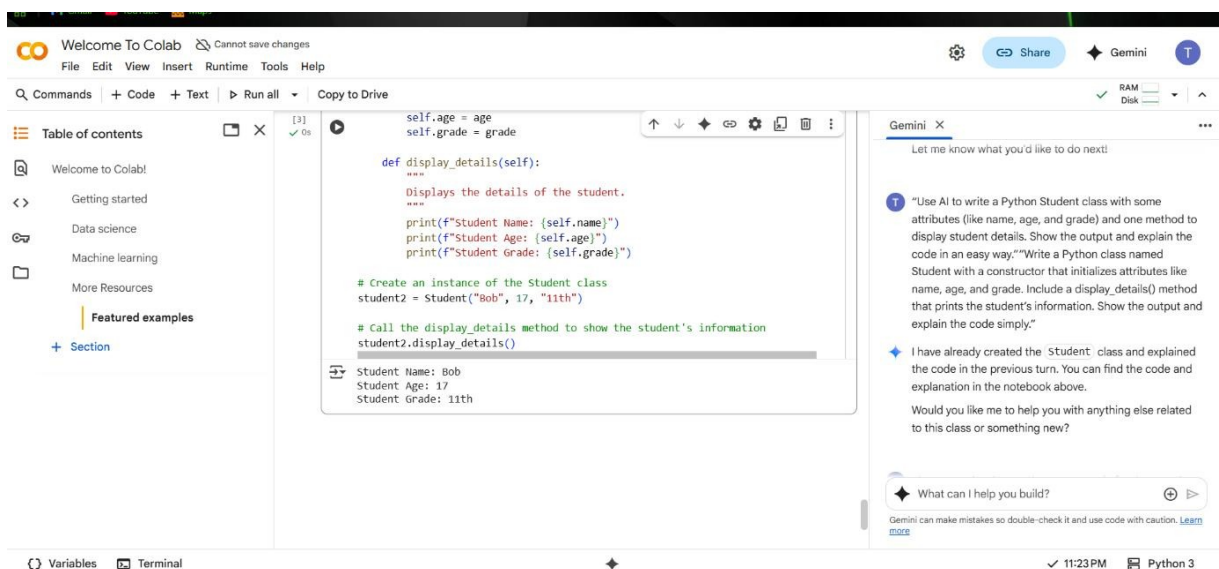 Welcome To Colab Cannot save changes
File Edit View Insert Runtime Tools Help
Share
Gemini
T
Commands + Code + Text Run all Copy to Drive
RAM
Disk
Table of contents
Welcome to Colab!
Getting started
Data science
Machine learning
More Resources
Featured examples
+ Section
[3]
0s
self.age = age
self.grade = grade
def display_details(self):
"""
Displays the details of the student.
"""
print(f"Student Name: {self.name}")
print(f"Student Age: {self.age}")
print(f"Student Grade: {self.grade}")
# Create an instance of the Student class
student2 = Student("Bob", 17, "11th")
# Call the display_details method to show the student's information
student2.display_details()
Student Name: Bob
Student Age: 17
Student Grade: 11th
Gemini
Let me know what you'd like to do next!
T
"Use AI to write a Python Student class with some
attributes (like name, age, and grade) and one method to
display student details. Show the output and explain the
code in an easy way.""Write a Python class named
Student with a constructor that initializes attributes like
name, age, and grade. Include a display_details() method
that prints the student's information. Show the output and
explain the code simply."
I have already created the Student class and explained
the code in the previous turn. You can find the code and
explanation in the notebook above.
Would you like me to help you with anything else related
to this class or something new?
What can I help you build?
Gemini can make mistakes so double-check it and use code with caution. Learn
more
{} Variables Terminal
11:23 PM Python 3